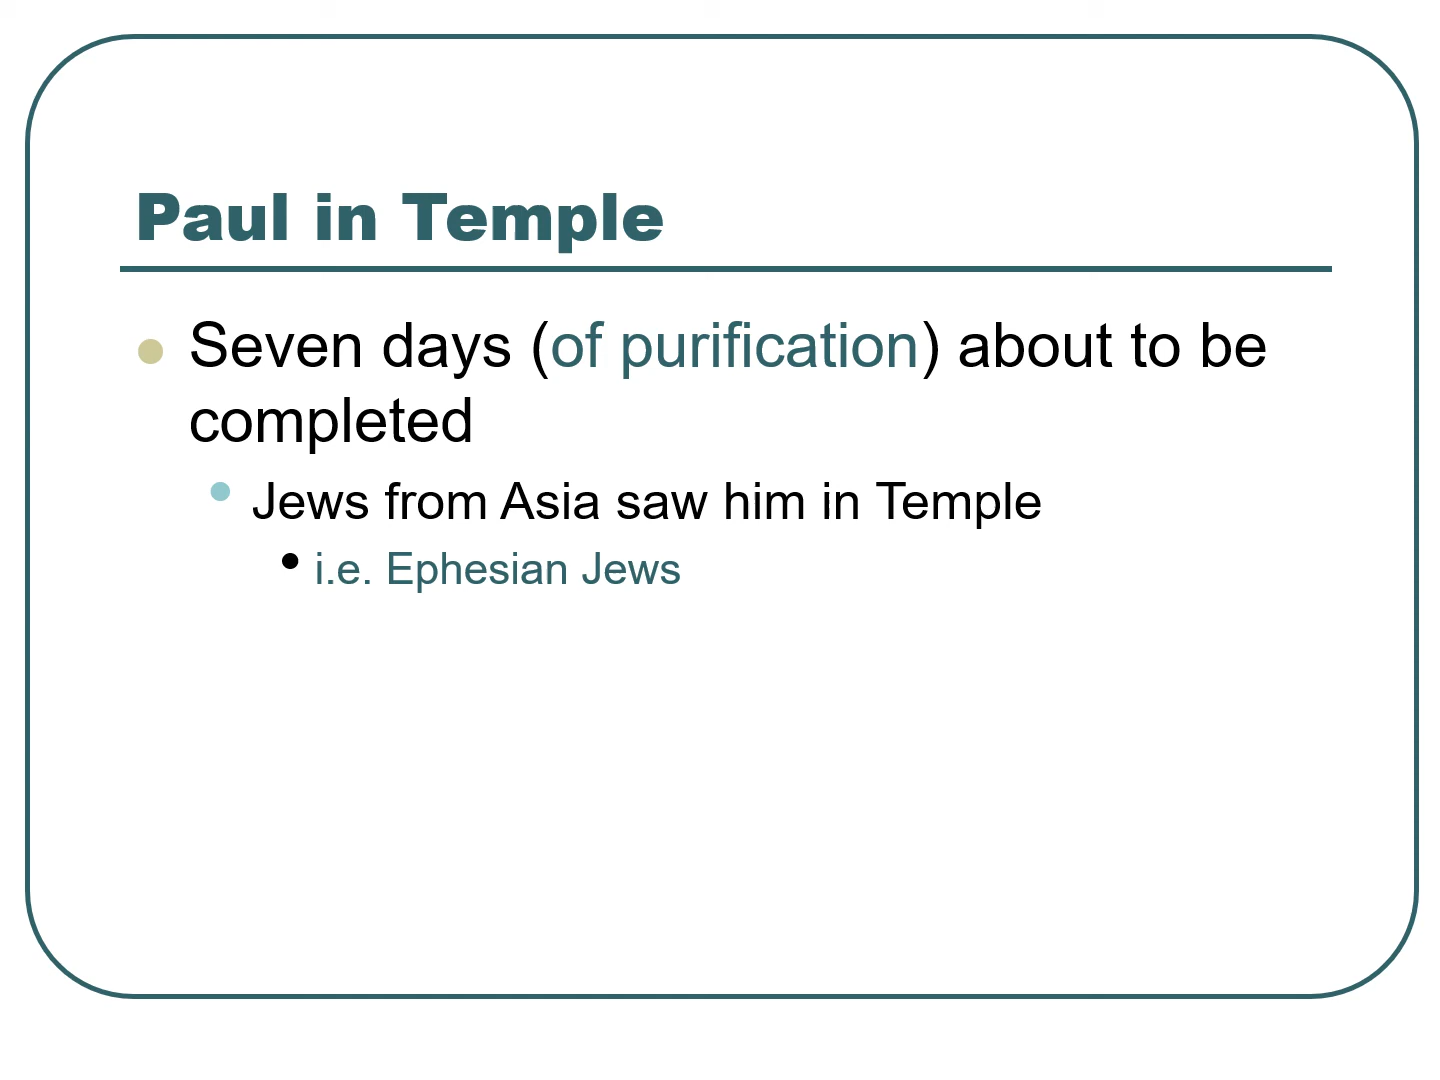 Paul in Temple
Seven days (of purification) about to be
completed
Jews from Asia saw him in Temple
i.e. Ephesian Jews